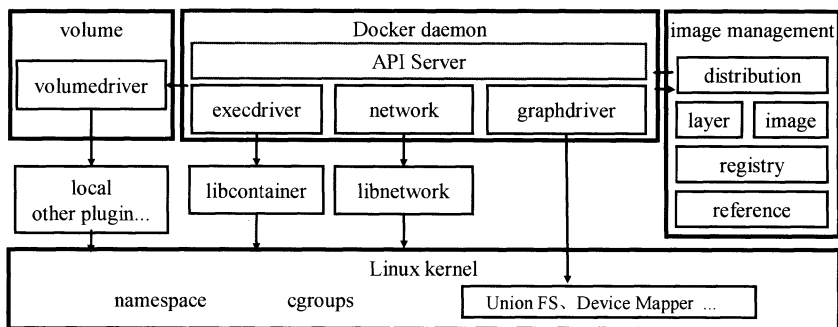 volume
Docker daemon
image management
API Server
distribution
volumedriver
execdriver
network
graphdriver
layer
image
local
other plugin...
libcontainer
libnetwork
registry
reference
Linux kernel
namespace
cgroups
Union FS、Device Mapper ...